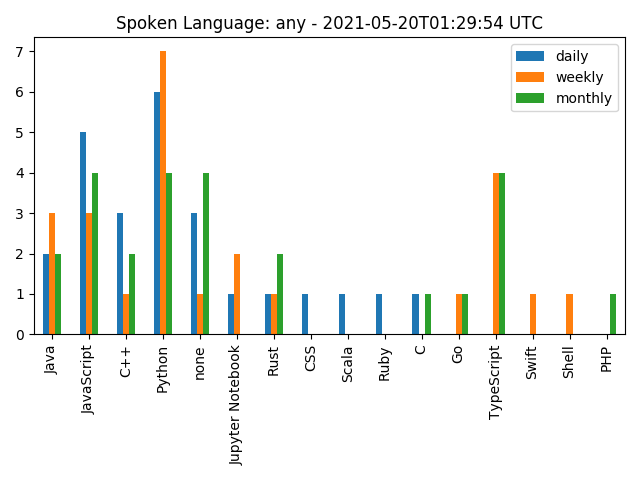 Spoken Language: any - 2021-05-20T01:29:54 UTC
daily
weekly
monthly
7
6
5
4
3
2
1
0
Java
JavaScript
C++
Python
none
Jupyter Notebook
Rust
CSS
Scala
Ruby
C
Go
TypeScript
Swift
Shell
PHP